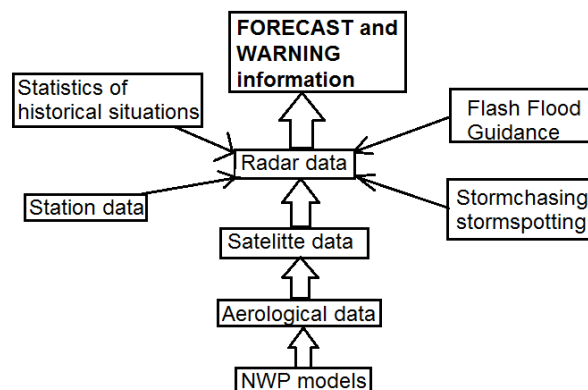 FORECAST and
WARNING
information
Statistics of
historical situations
Flash Flood
Guidance
Radar data
Station data
Stormchasing
stormspotting
Satelitte data
Aerological data
NWP models